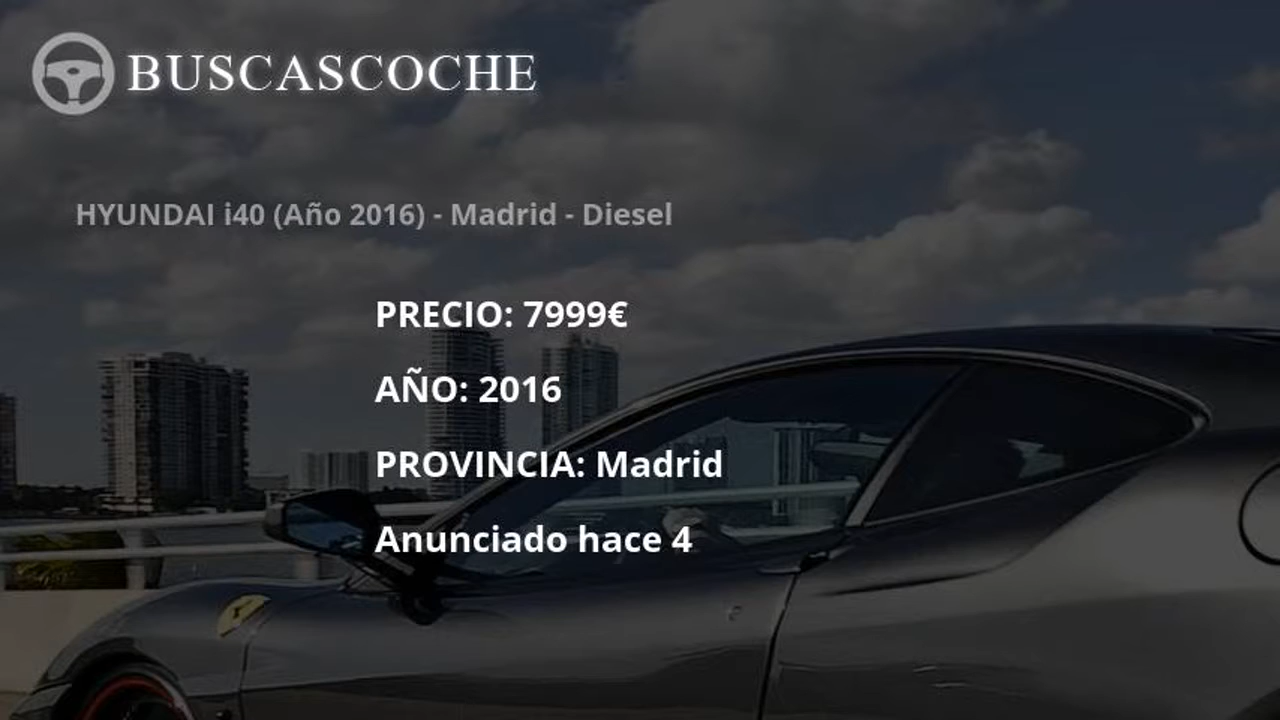 BUSCASCOCHE
HYUNDAI i40 (Año 2016) - Madrid - Diesel
PRECIO: 7999€
AÑO: 2016
PROVINCIA: Madrid
Anunciado hace 4